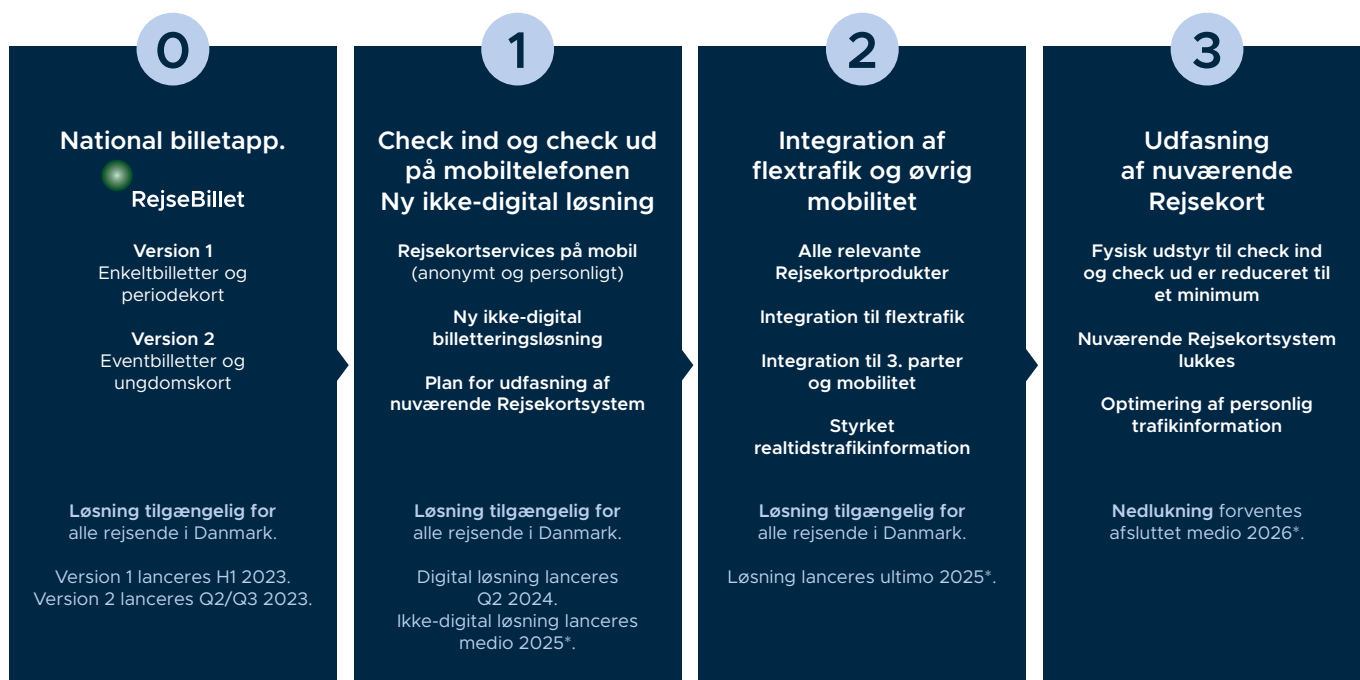 0
National billetapp.
RejseBillet
Version 1
Enkeltbilletter og
periodekort
Version 2
Eventbilletter og
ungdomskort
Løsning tilgængelig for
alle rejsende i Danmark.
Version 1 lanceres H1 2023.
Version 2 lanceres Q2/Q3 2023.
1
Check ind og check ud
på mobiltelefonen
Ny ikke-digital løsning
Rejsekortservices på mobil
(anonymt og personligt)
Ny ikke-digital
billetteringsløsning
Plan for udfasning af
nuværende Rejsekortsystem
Løsning tilgængelig for
alle rejsende i Danmark.
Digital løsning lanceres
Q2 2024.
Ikke-digital løsning lanceres
medio 2025*.
2
Integration af
flextrafik og øvrig
mobilitet
Alle relevante
Rejsekortprodukter
Integration til flextrafik
Integration til 3. parter
og mobilitet
Styrket
realtidstrafikinformation
Løsning tilgængelig for
alle rejsende i Danmark.
Løsning lanceres ultimo 2025*.
3
Udfasning
af nuværende
Rejsekort
Fysisk udstyr til check ind
og check ud er reduceret til
et minimum
Nuværende Rejsekortsystem
lukkes
Optimering af personlig
trafikinformation
Nedlukning forventes
afsluttet medio 2026*.